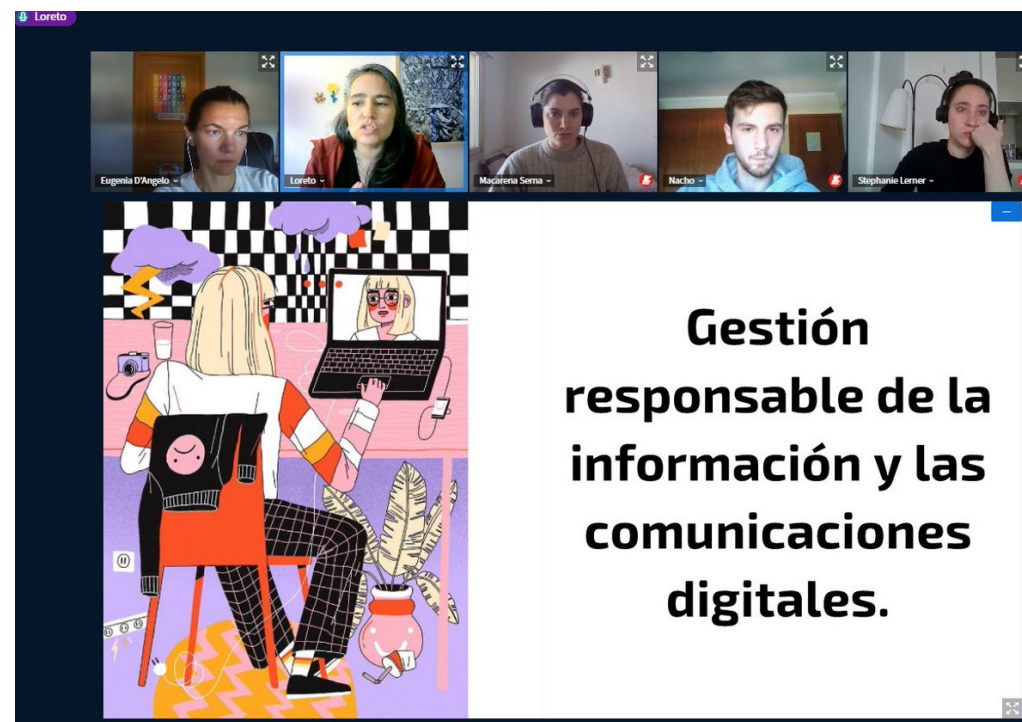 Loreto
Eugenia D'Angelo
Loreto
Macarena Serna
Nacho
Stephanie Lerner
Gestión
responsable de la
información y las
comunicaciones
digitales.